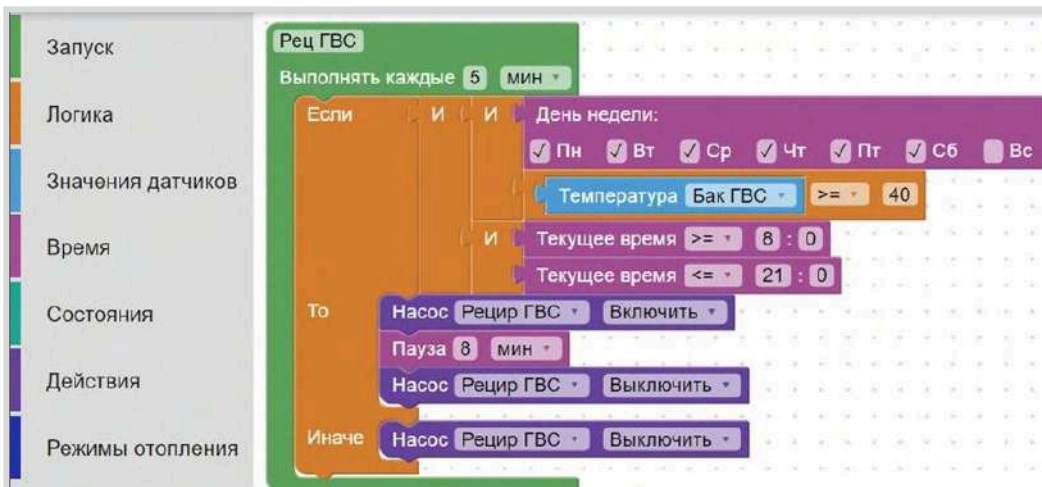 Запуск
Логика
Значения датчиков
Время
Состояния
Действия
Режимы отопления
Рец ГВС
Выполнять каждые 5 мин
Если И И День недели:
Пн Вт Ср Чт Пт Сб Вс
Температура Бак ГВС >= 40
И Текущее время >= 8 : 0
Текущее время <= 21 : 0
То Насос Рецир ГВС Включить
Пауза 8 мин
Насос Рецир ГВС Выключить
Иначе Насос Рецир ГВС Выключить